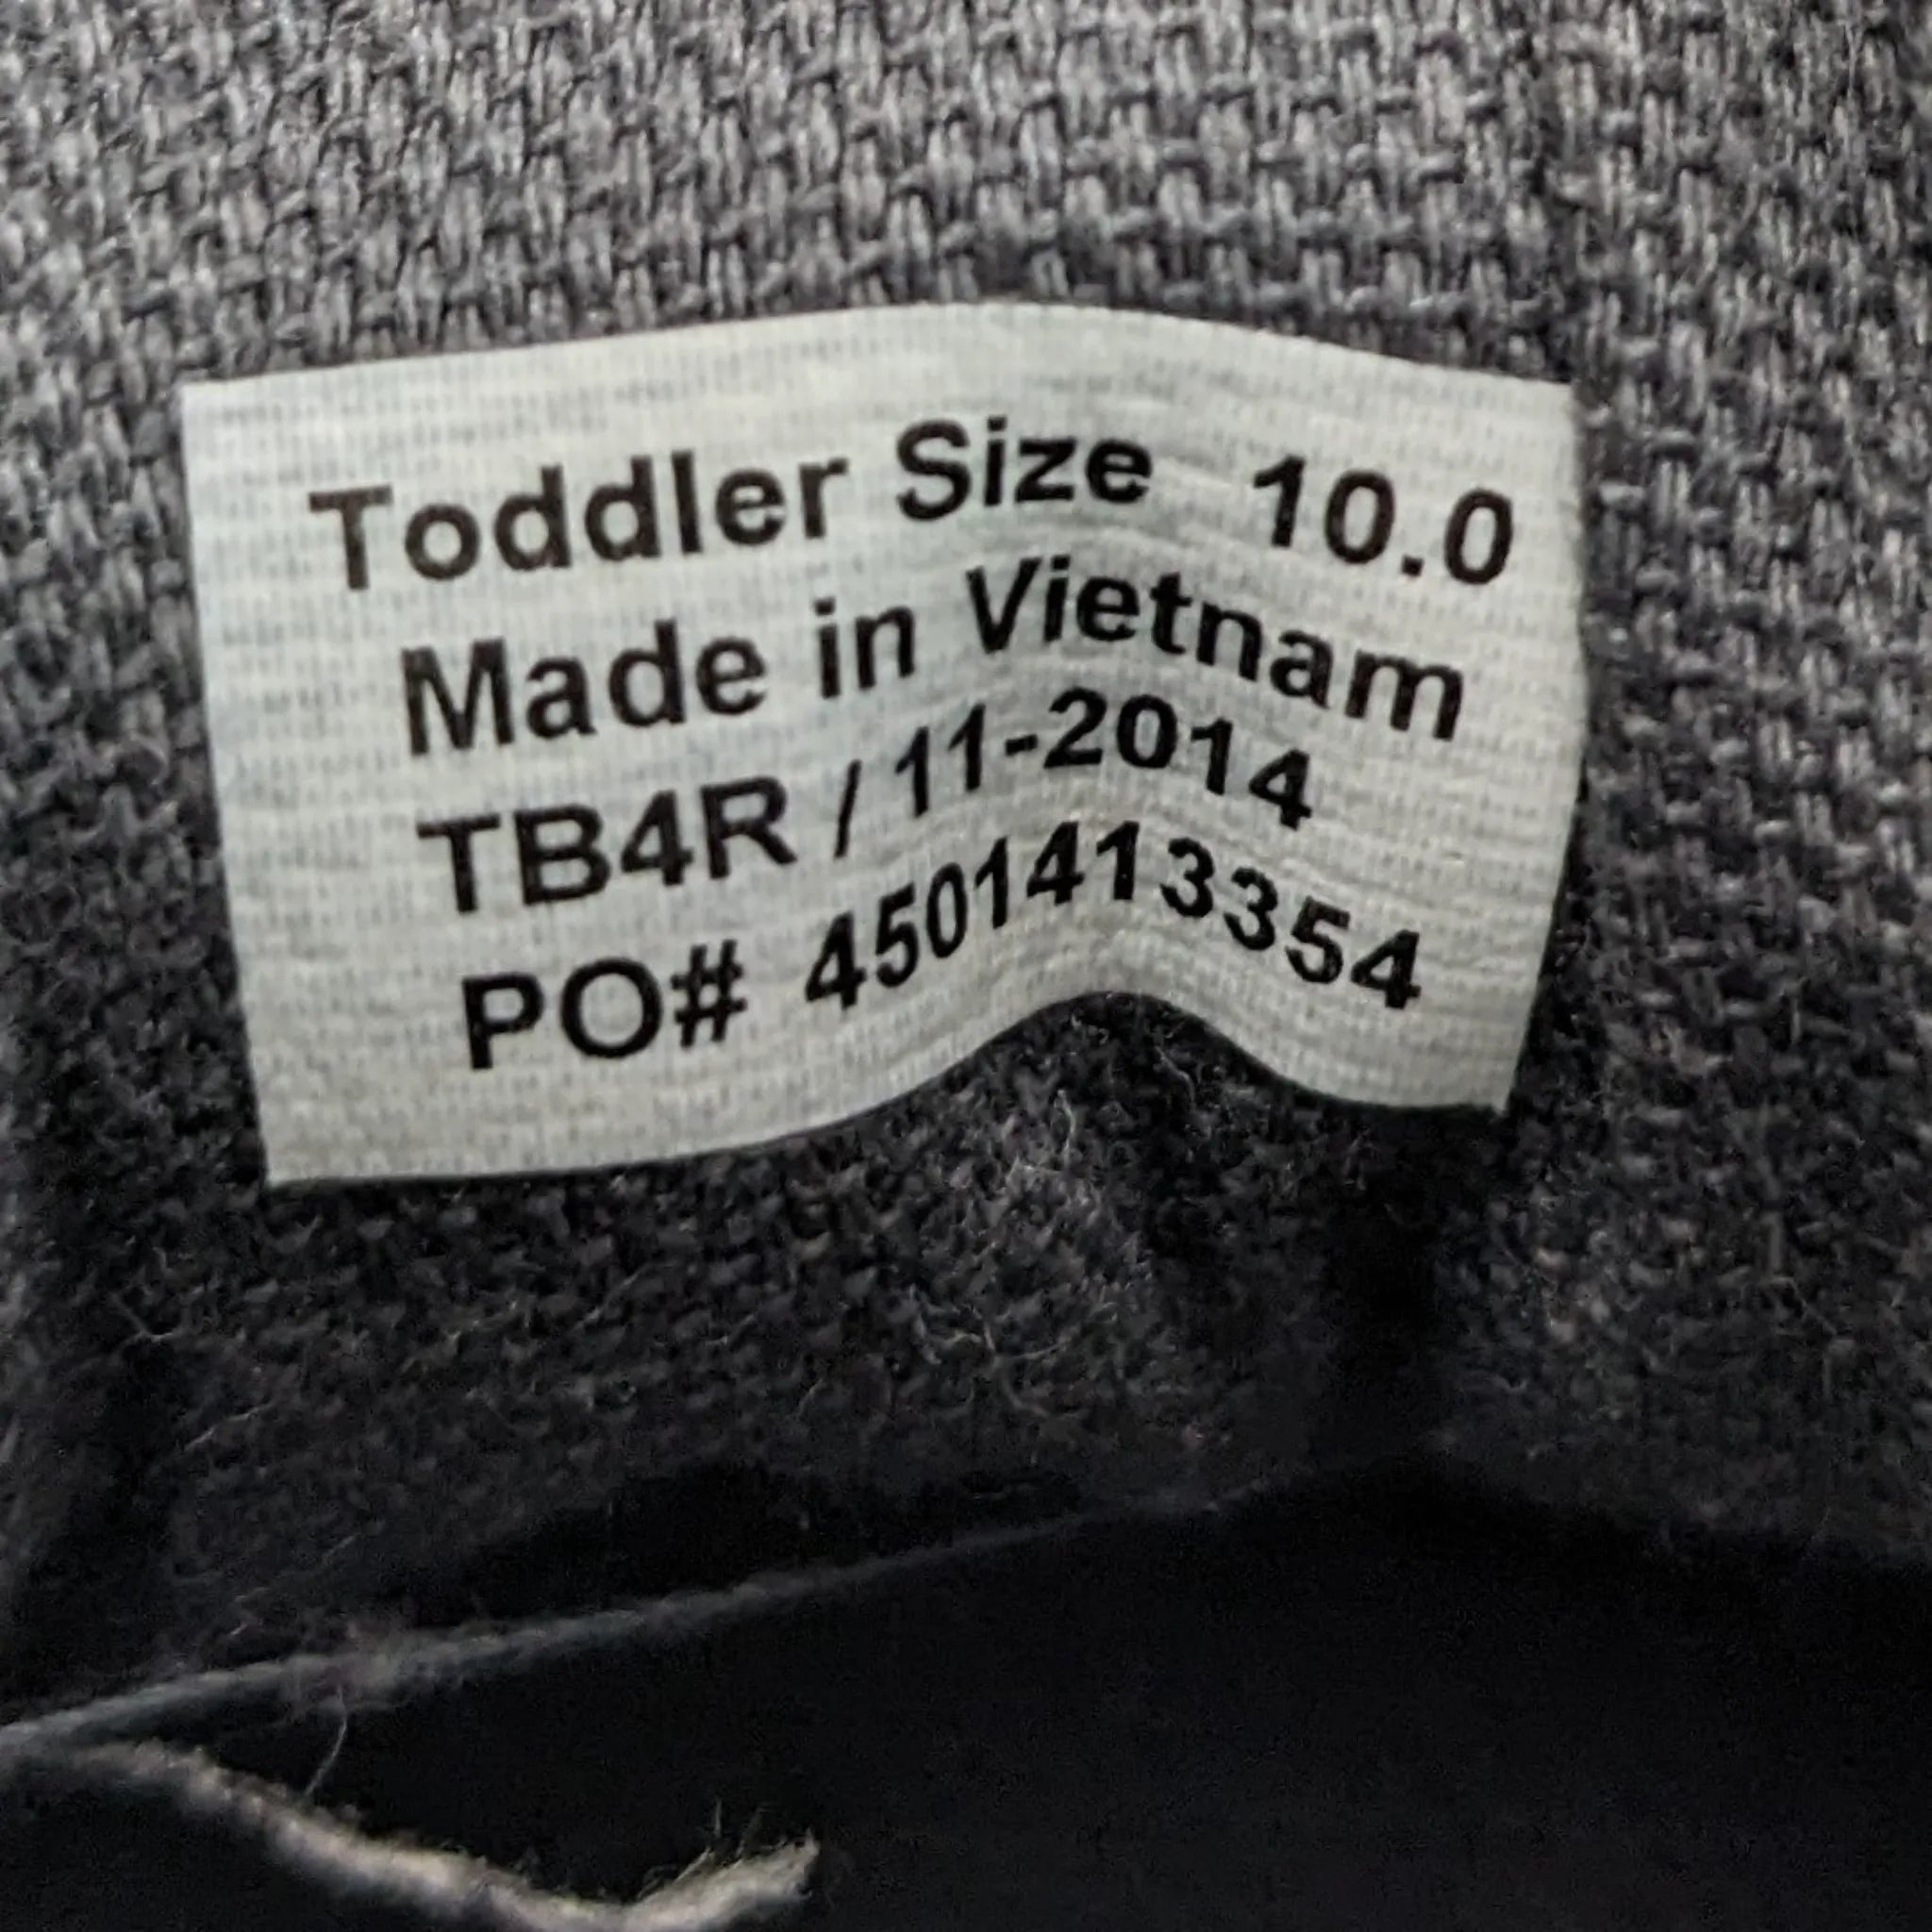 Toddler Size 10.0
Made in Vietnam
TB4R / 11-2014
PO# 4501413354